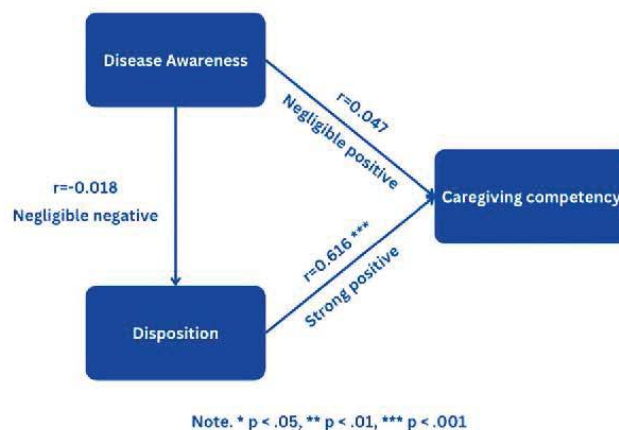 Disease Awareness
r=0.047
Negligible positive
Caregiving competency
r=-0.018
Negligible negative
r=0.616 ***
Strong positive
Disposition
Note. * p < .05, ** p < .01, *** p < .001